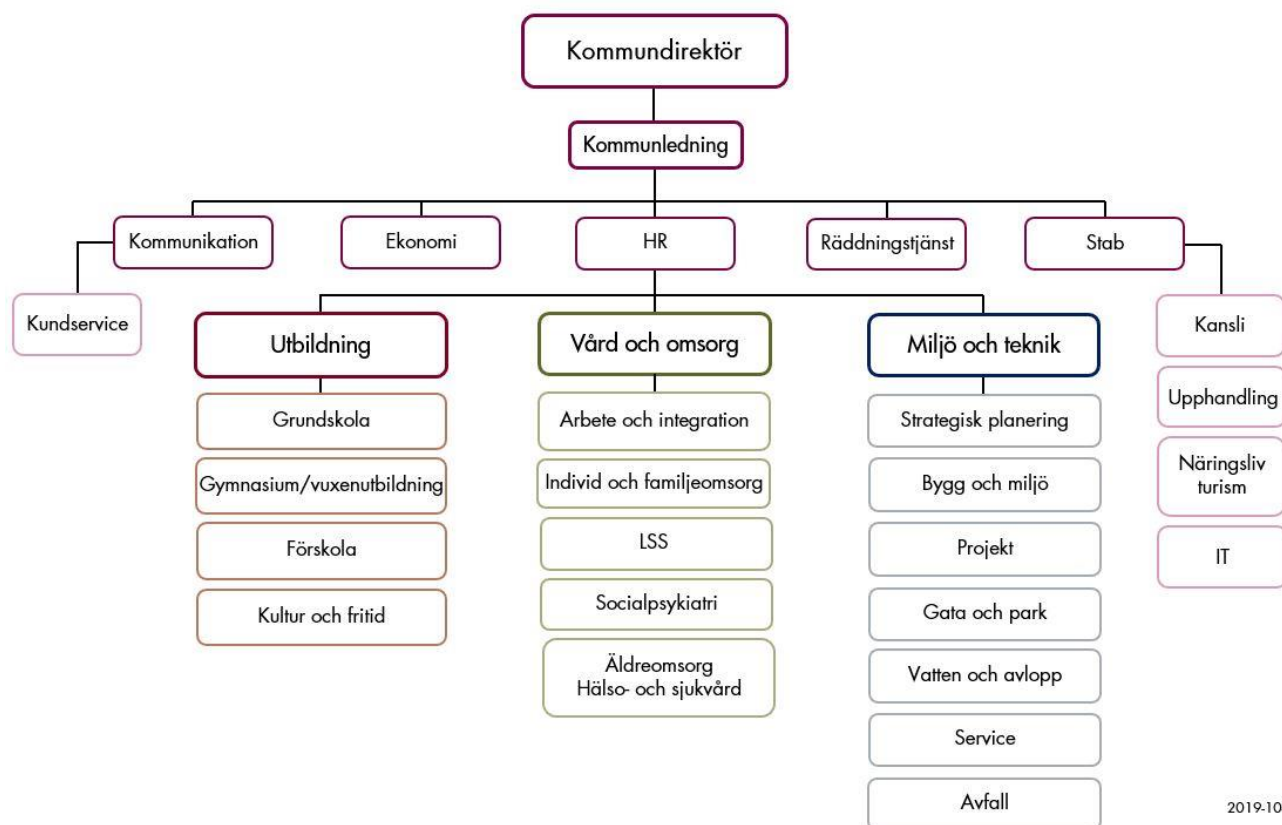 Kommundirektör
Kommunledning
Kommunikation
Ekonomi
HR
Räddningstjänst
Stab
Kundservice
Utbildning
Grundskola
Gymnasium/vuxenutbildning
Förskola
Kultur och fritid
Vård och omsorg
Arbete och integration
Individ och familjeomsorg
LSS
Socialpsykiatri
Äldreomsorg
Hälso- och sjukvård
Miljö och teknik
Strategisk planering
Bygg och miljö
Projekt
Gata och park
Vatten och avlopp
Service
Avfall
Kansli
Upphandling
Näringsliv
turism
IT
2019-10